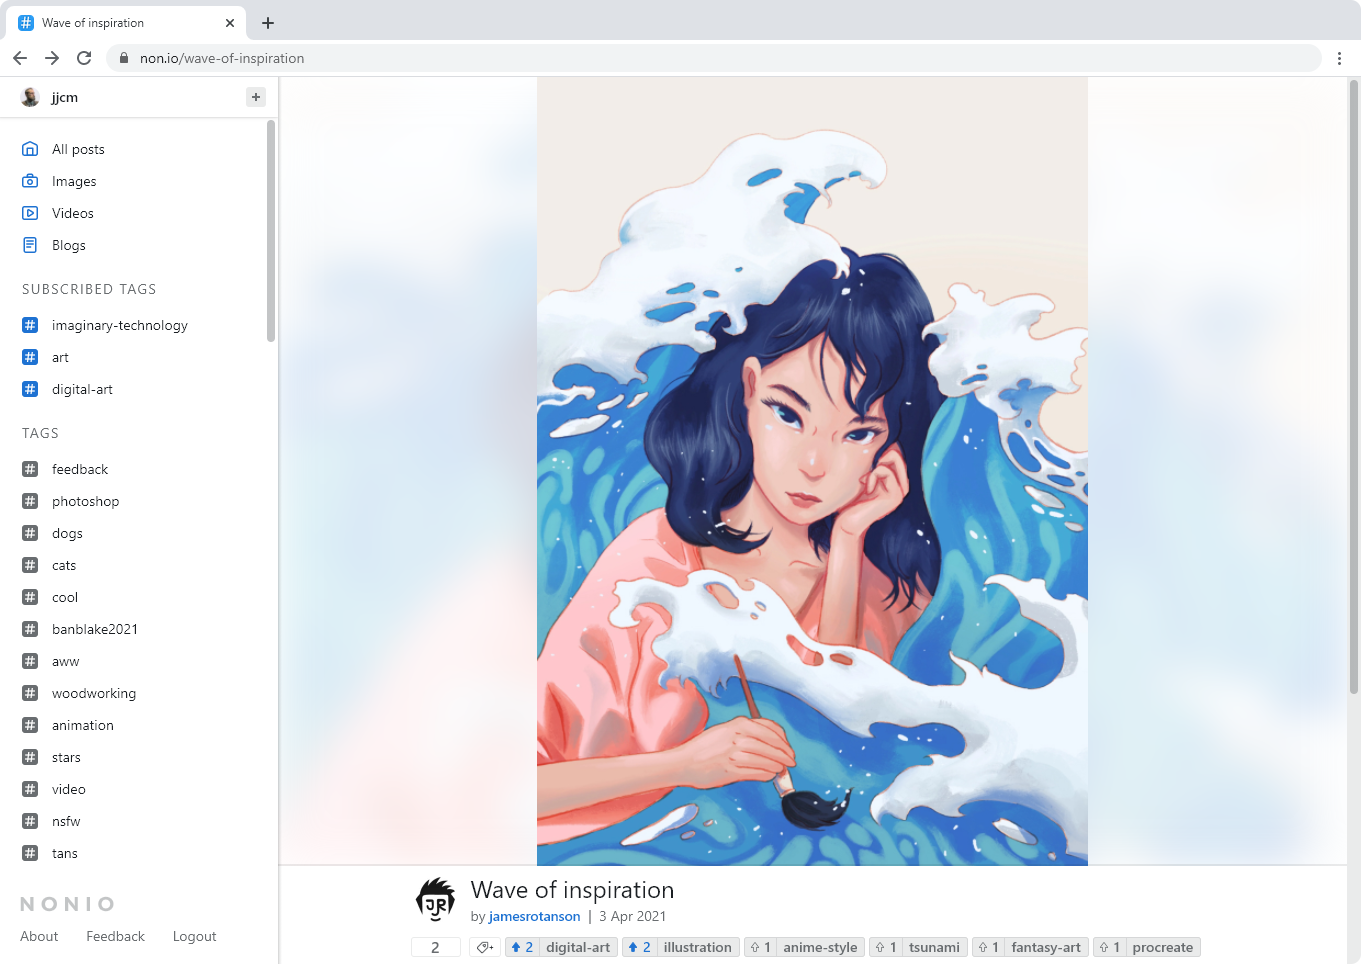 Wave of inspiration
non.io/wave-of-inspiration
jjcm
All posts
Images
Videos
Blogs
SUBSCRIBED TAGS
imaginary-technology
art
digital-art
TAGS
feedback
photoshop
dogs
cats
cool
banblake2021
aww
woodworking
animation
stars
video
nsfw
tans
NONIO
About Feedback Logout
JR
Wave of inspiration
by jamesrotanson | 3 Apr 2021
2 2 digital-art 2 illustration 1 anime-style 1 tsunami 1 fantasy-art 1 procreate